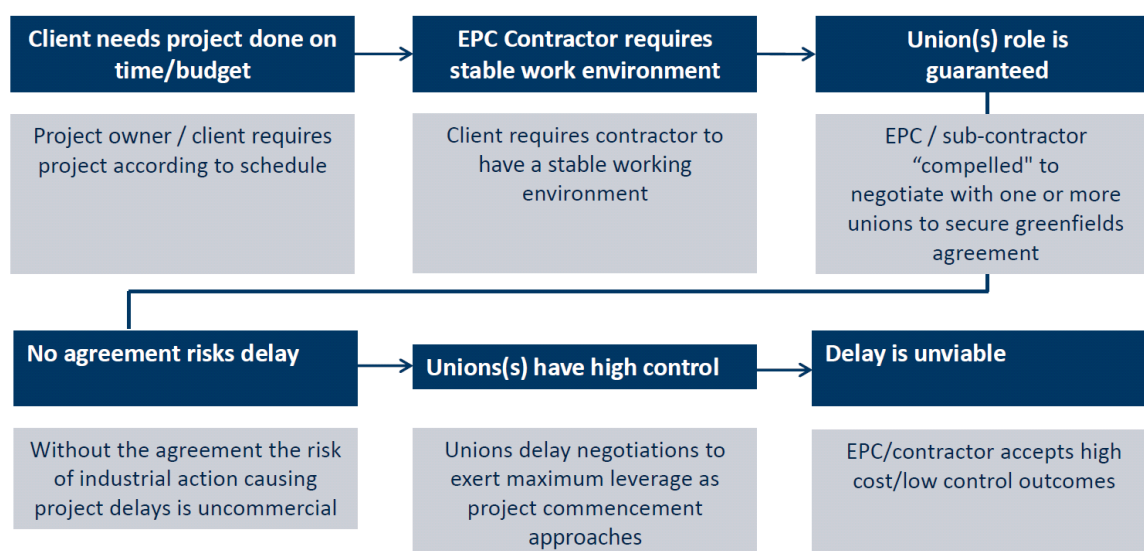 Client needs project done on
time/budget
Project owner / client requires
project according to schedule
EPC Contractor requires
stable work environment
Client requires contractor to
have a stable working
environment
Union(s) role is
guaranteed
EPC / sub-contractor
“compelled" to
negotiate with one or more
unions to secure greenfields
agreement
No agreement risks delay
Without the agreement the risk
of industrial action causing
project delays is uncommercial
Unions(s) have high control
Unions delay negotiations to
exert maximum leverage as
project commencement
approaches
Delay is unviable
EPC/contractor accepts high
cost/low control outcomes